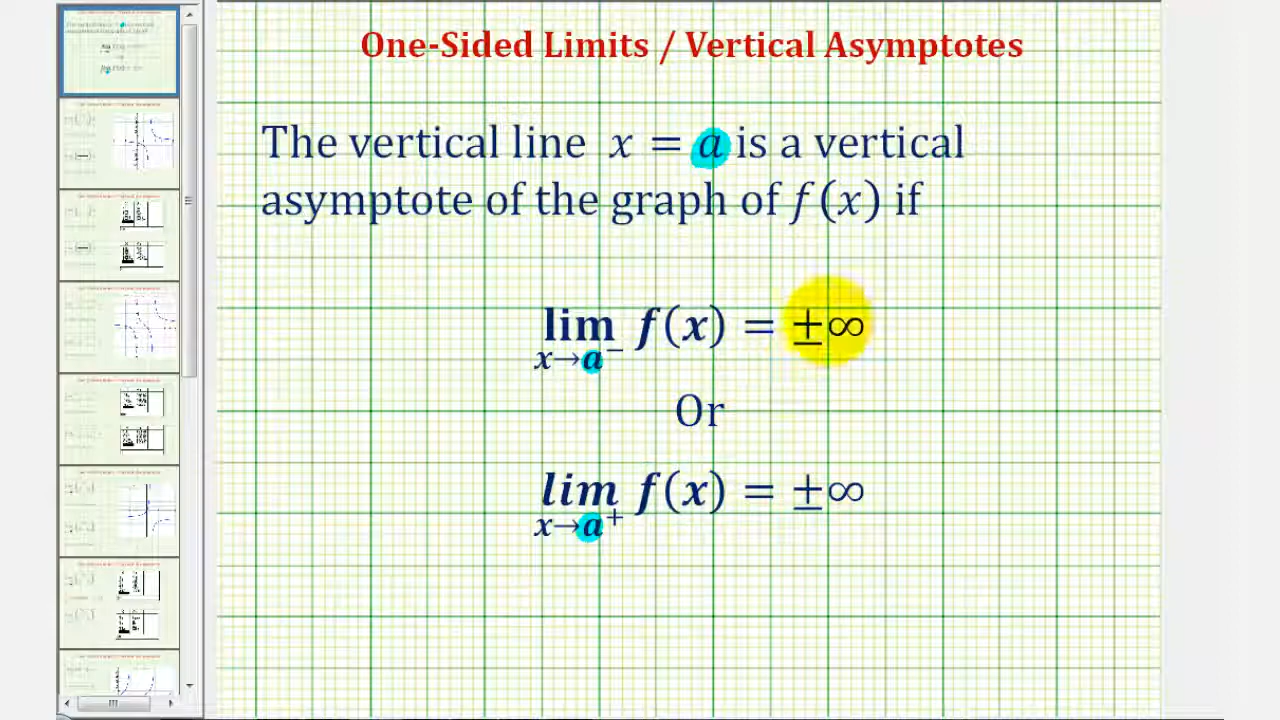 One-Sided Limits / Vertical Asymptotes
The vertical line x = a is a vertical
asymptote of the graph of f(x) if
lim f(x) = ±∞
x→a⁻
Or
lim f(x) = ±∞
x→a⁺